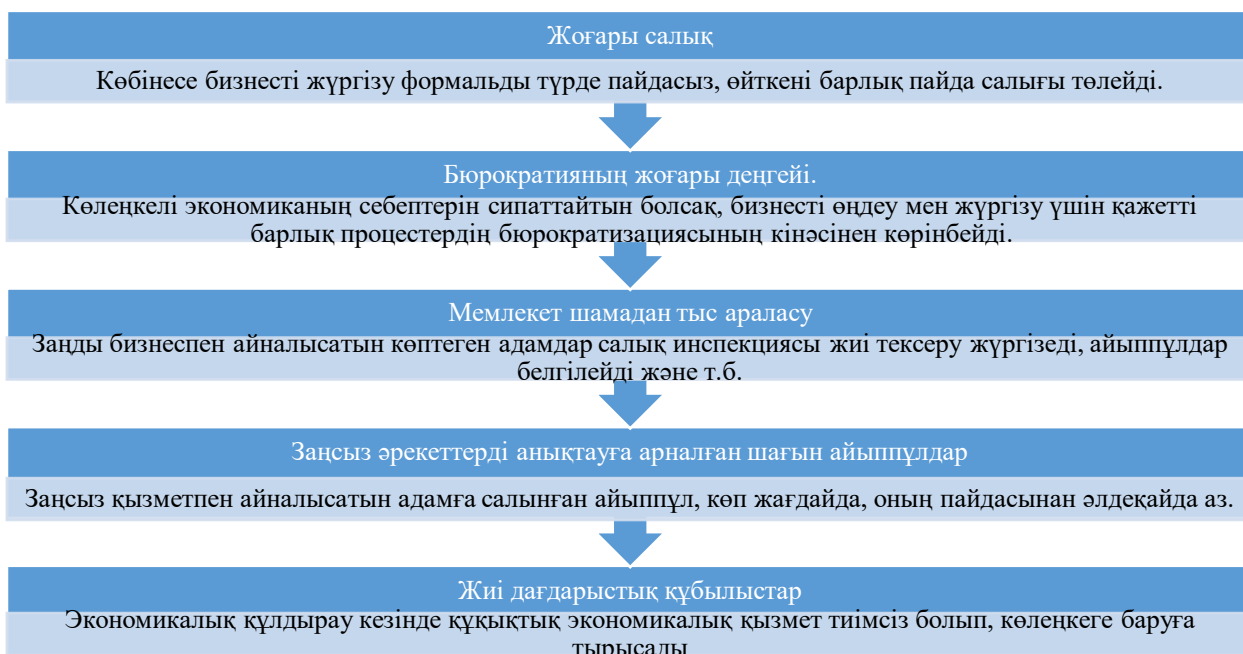 Жоғары салық
Көбінесе бизнесті жүргізу формальды түрде пайдасыз, өйткені барлық пайда салығы төлейді.
Бюрократияның жоғары деңгейі.
Көлеңкелі экономиканың себептерін сипаттайтын болсақ, бизнесті өңдеу мен жүргізу үшін қажетті
барлық процестердің бюрократизациясының кінәсінен көрінбейді.
Мемлекет шамадан тыс араласу
Заңды бизнеспен айналысатын көптеген адамдар салық инспекциясы жиі тексеру жүргізеді, айыппұлдар
белгілейді және т.б.
Заңсыз әрекеттерді анықтауға арналған шағын айыппұлдар
Заңсыз қызметпен айналысатын адамға салынған айыппұл, көп жағдайда, оның пайдасынан әлдеқайда аз.
Жиі дағдарыстық құбылыстар
Экономикалық құлдырау кезінде құқықтық экономикалық қызмет тиімсіз болып, көлеңкеге баруға
тырысады